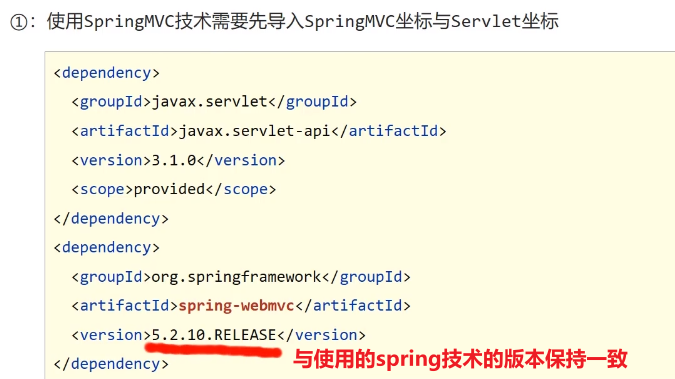 ①：使用SpringMVC技术需要先导入SpringMVC坐标与Servlet坐标
<dependency>
<groupId>javax.servlet</groupId>
<artifactId>javax.servlet-api</artifactId>
<version>3.1.0</version>
<scope>provided</scope>
</dependency>
<dependency>
<groupId>org.springframework</groupId>
<artifactId>spring-webmvc</artifactId>
<version>5.2.10.RELEASE</version>
与使用的spring技术的版本保持一致
</dependency>